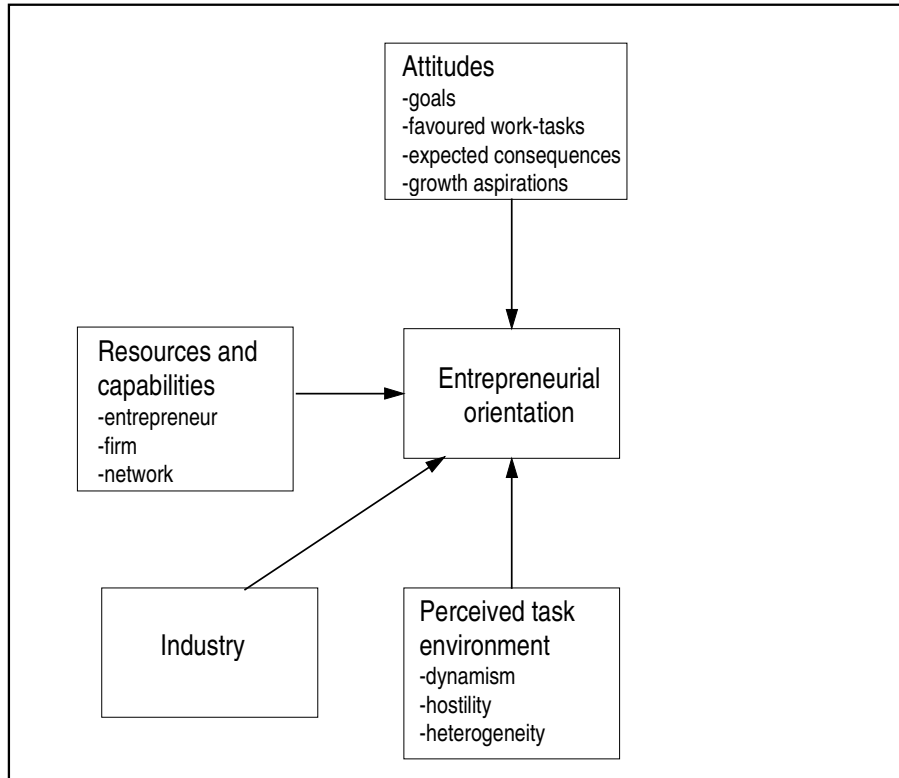 Attitudes
-goals
-favoured work-tasks
-expected consequences
-growth aspirations
Resources and
capabilities
-entrepreneur
-firm
-network
Entrepreneurial
orientation
Industry
Perceived task
environment
-dynamism
-hostility
-heterogeneity